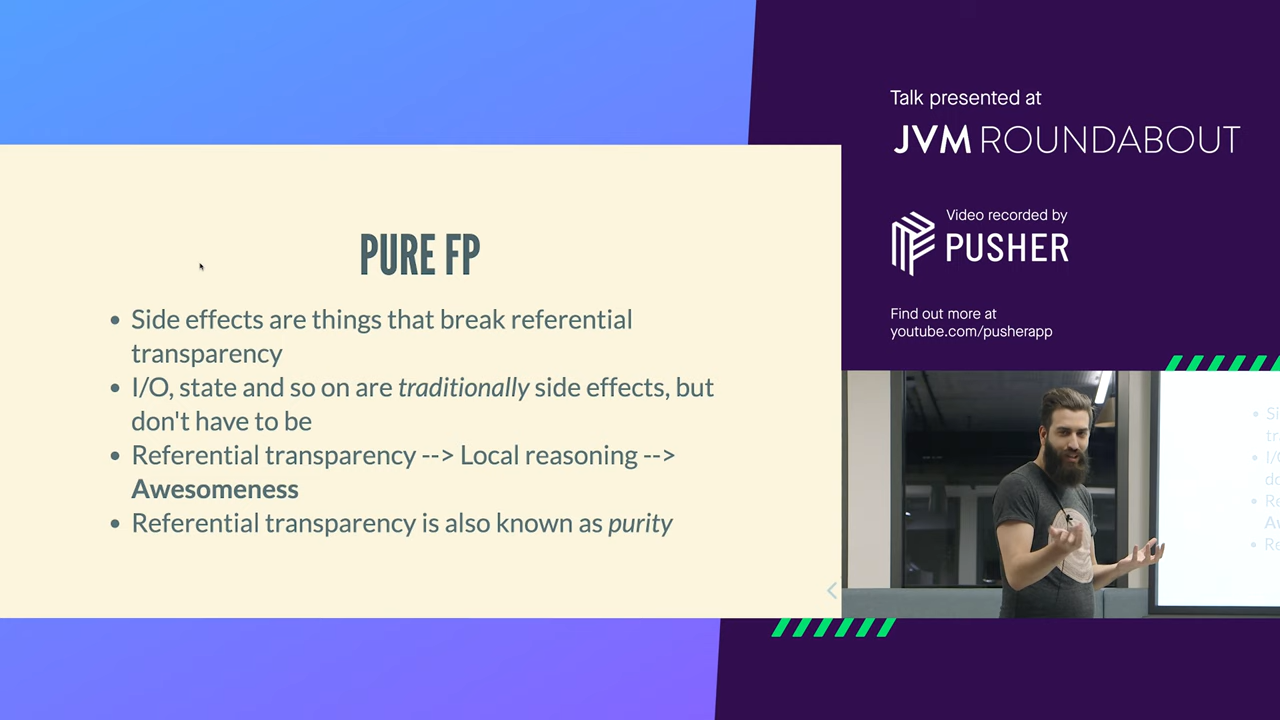 Talk presented at
JVM ROUNDABOUT
Video recorded by
PUSHER
Find out more at
youtube.com/pusherapp
PURE FP
• Side effects are things that break referential
transparency
• I/O, state and so on are traditionally side effects, but
don't have to be
• Referential transparency --> Local reasoning -->
Awesomeness
• Referential transparency is also known as purity